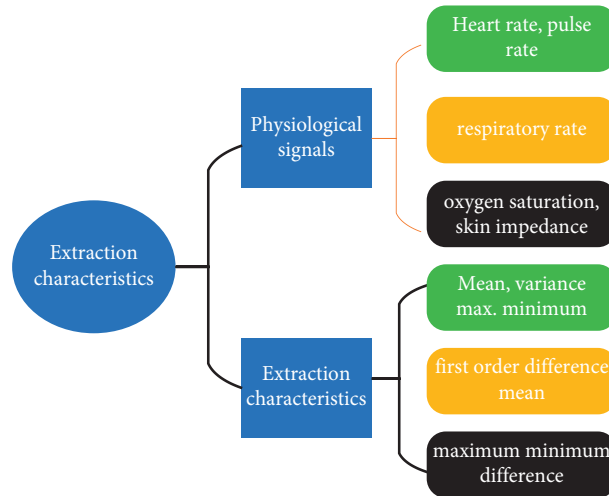 Extraction
characteristics
Physiological
signals
Heart rate, pulse
rate
respiratory rate
oxygen saturation,
skin impedance
Extraction
characteristics
Mean, variance
max. minimum
first order difference
mean
maximum minimum
difference